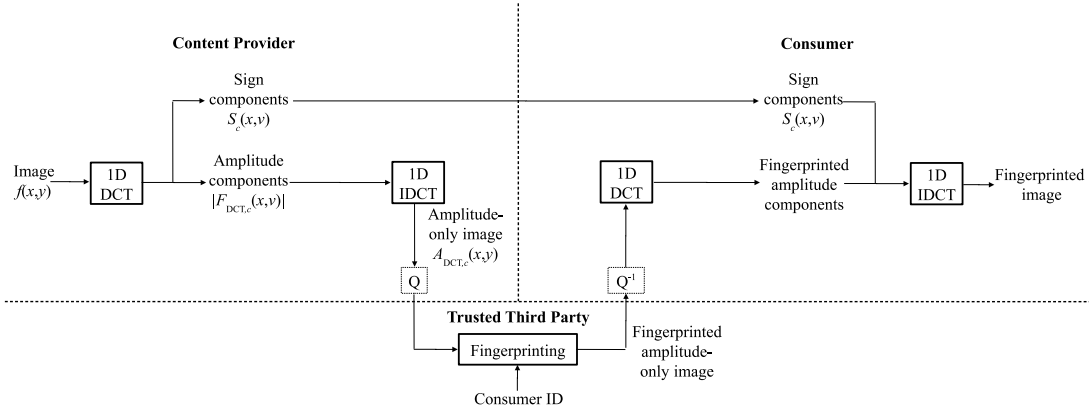 Content Provider
Consumer
Sign
components
S_c(x,v)
Sign
components
S_c(x,v)
Image
f(x,y)
1D
DCT
Amplitude
components
|F_DCT,c(x,v)|
1D
IDCT
1D
DCT
Fingerprinted
amplitude
components
1D
IDCT
Fingerprinted
image
Amplitude-
only image
A_DCT,c(x,y)
Q
Q^-1
Trusted Third Party
Fingerprinting
Fingerprinted
amplitude-
only image
Consumer ID